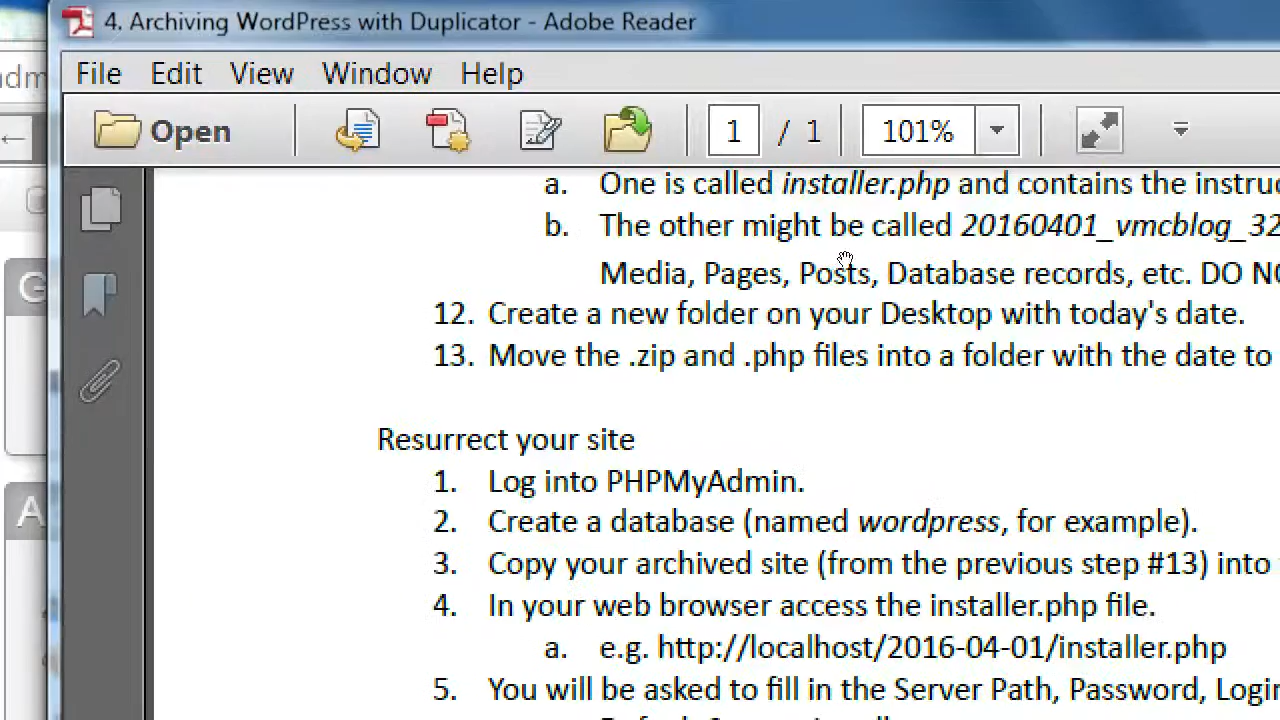 4. Archiving WordPress with Duplicator - Adobe Reader
File Edit View Window Help
Open 1 / 1 101%
a. One is called installer.php and contains the
b. The other might be called 20160401_vmcblog_32
Media, Pages, Posts, Database records, etc. DO
12. Create a new folder on your Desktop with today's date.
13. Move the .zip and .php files into a folder with the date to
Resurrect your site
1. Log into PHPMyAdmin.
2. Create a database (named wordpress, for example).
3. Copy your archived site (from the previous step #13) into
4. In your web browser access the installer.php file.
a. e.g. http://localhost/2016-04-01/installer.php
5. You will be asked to fill in the Server Path, Password,